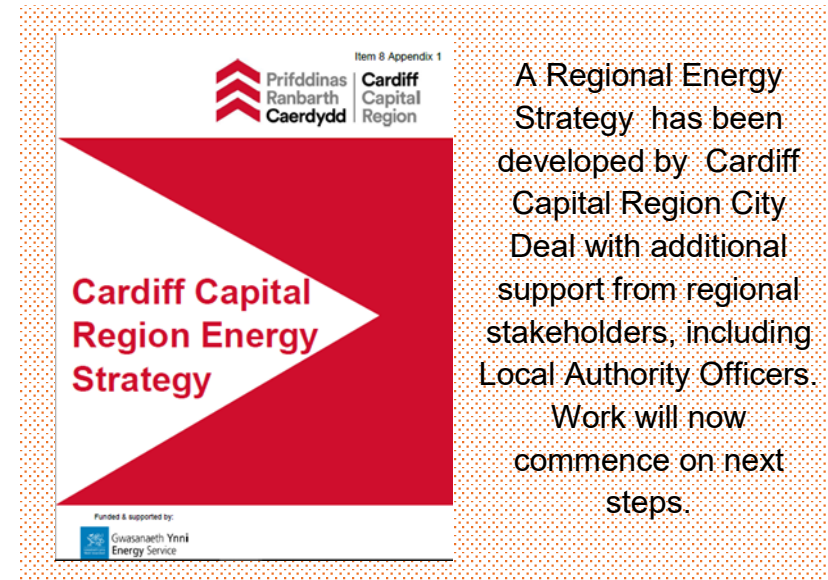 Item 8 Appendix 1
Prifddinas
Ranbarth
Caerdydd
Cardiff
Capital
Region
Cardiff Capital
Region Energy
Strategy
Funded & supported by:
Gwasanaeth Ynni
Energy Service
A Regional Energy
Strategy has been
developed by Cardiff
Capital Region City
Deal with additional
support from regional
stakeholders, including
Local Authority Officers.
Work will now
commence on next
steps.